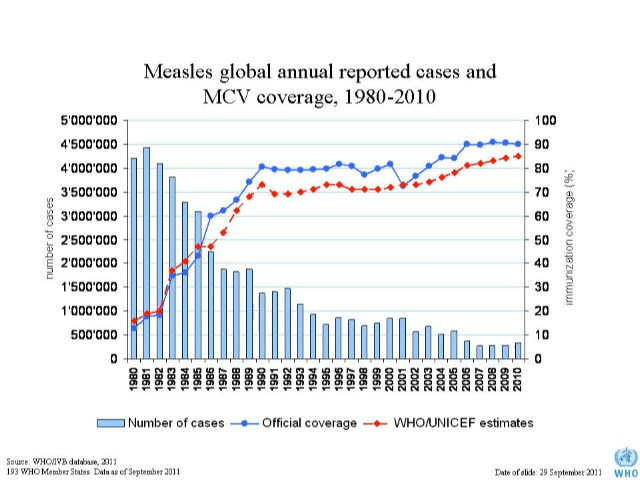 Measles global annual reported cases and
MCV coverage, 1980-2010
5'000'000
4'500'000
4'000'000
3'500'000
3'000'000
2'500'000
2'000'000
1'500'000
1'000'000
500'000
0
number of cases
100
90
80
70
60
50
40
30
20
10
0
immunization coverage (%)
1980 1981 1982 1983 1984 1985 1986 1987 1988 1989 1990 1991 1992 1993 1994 1995 1996 1997 1998 1999 2000 2001 2002 2003 2004 2005 2006 2007 2008 2009 2010
Number of cases Official coverage WHO/UNICEF estimates
Source: WHO/IVB database, 2011
193 WHO Member States. Data as of September 2011
Date of slide: 29 September 2011
WHO